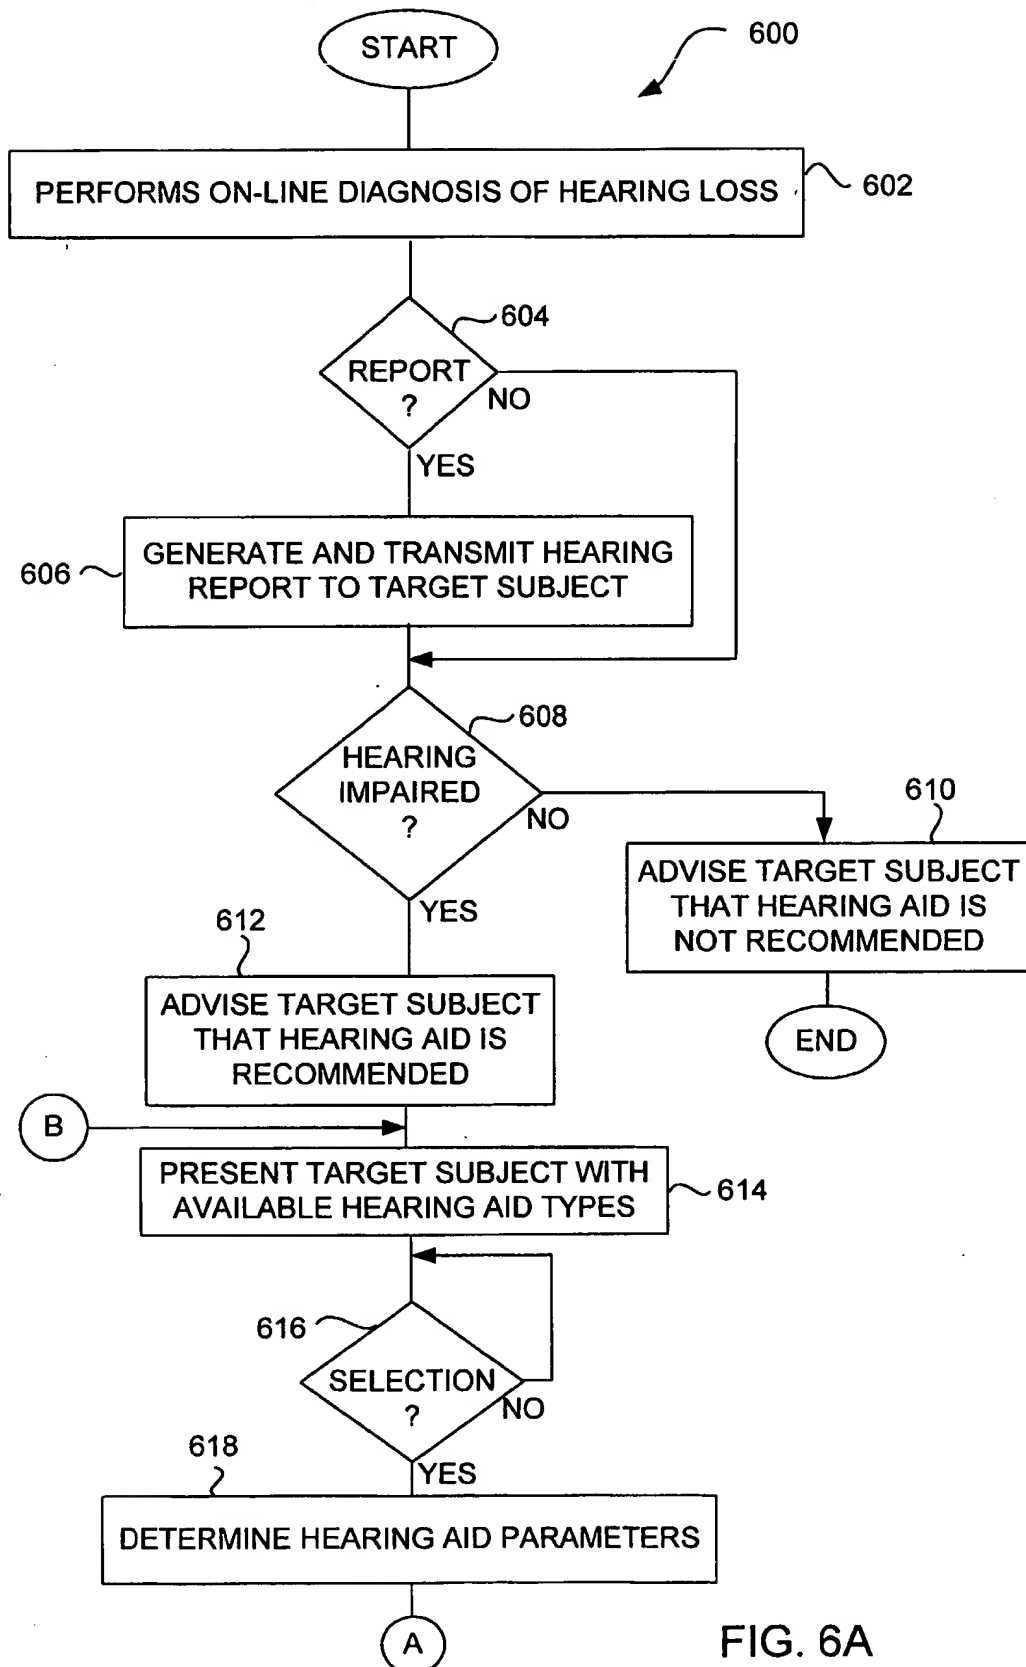 START
600
PERFORMS ON-LINE DIAGNOSIS OF HEARING LOSS
602
604
REPORT
?
NO
YES
606
GENERATE AND TRANSMIT HEARING
REPORT TO TARGET SUBJECT
608
HEARING
IMPAIRED
?
NO
YES
610
ADVISE TARGET SUBJECT
THAT HEARING AID IS
NOT RECOMMENDED
END
612
ADVISE TARGET SUBJECT
THAT HEARING AID IS
RECOMMENDED
B
PRESENT TARGET SUBJECT WITH
AVAILABLE HEARING AID TYPES
614
616
SELECTION
?
NO
YES
618
DETERMINE HEARING AID PARAMETERS
A
FIG. 6A